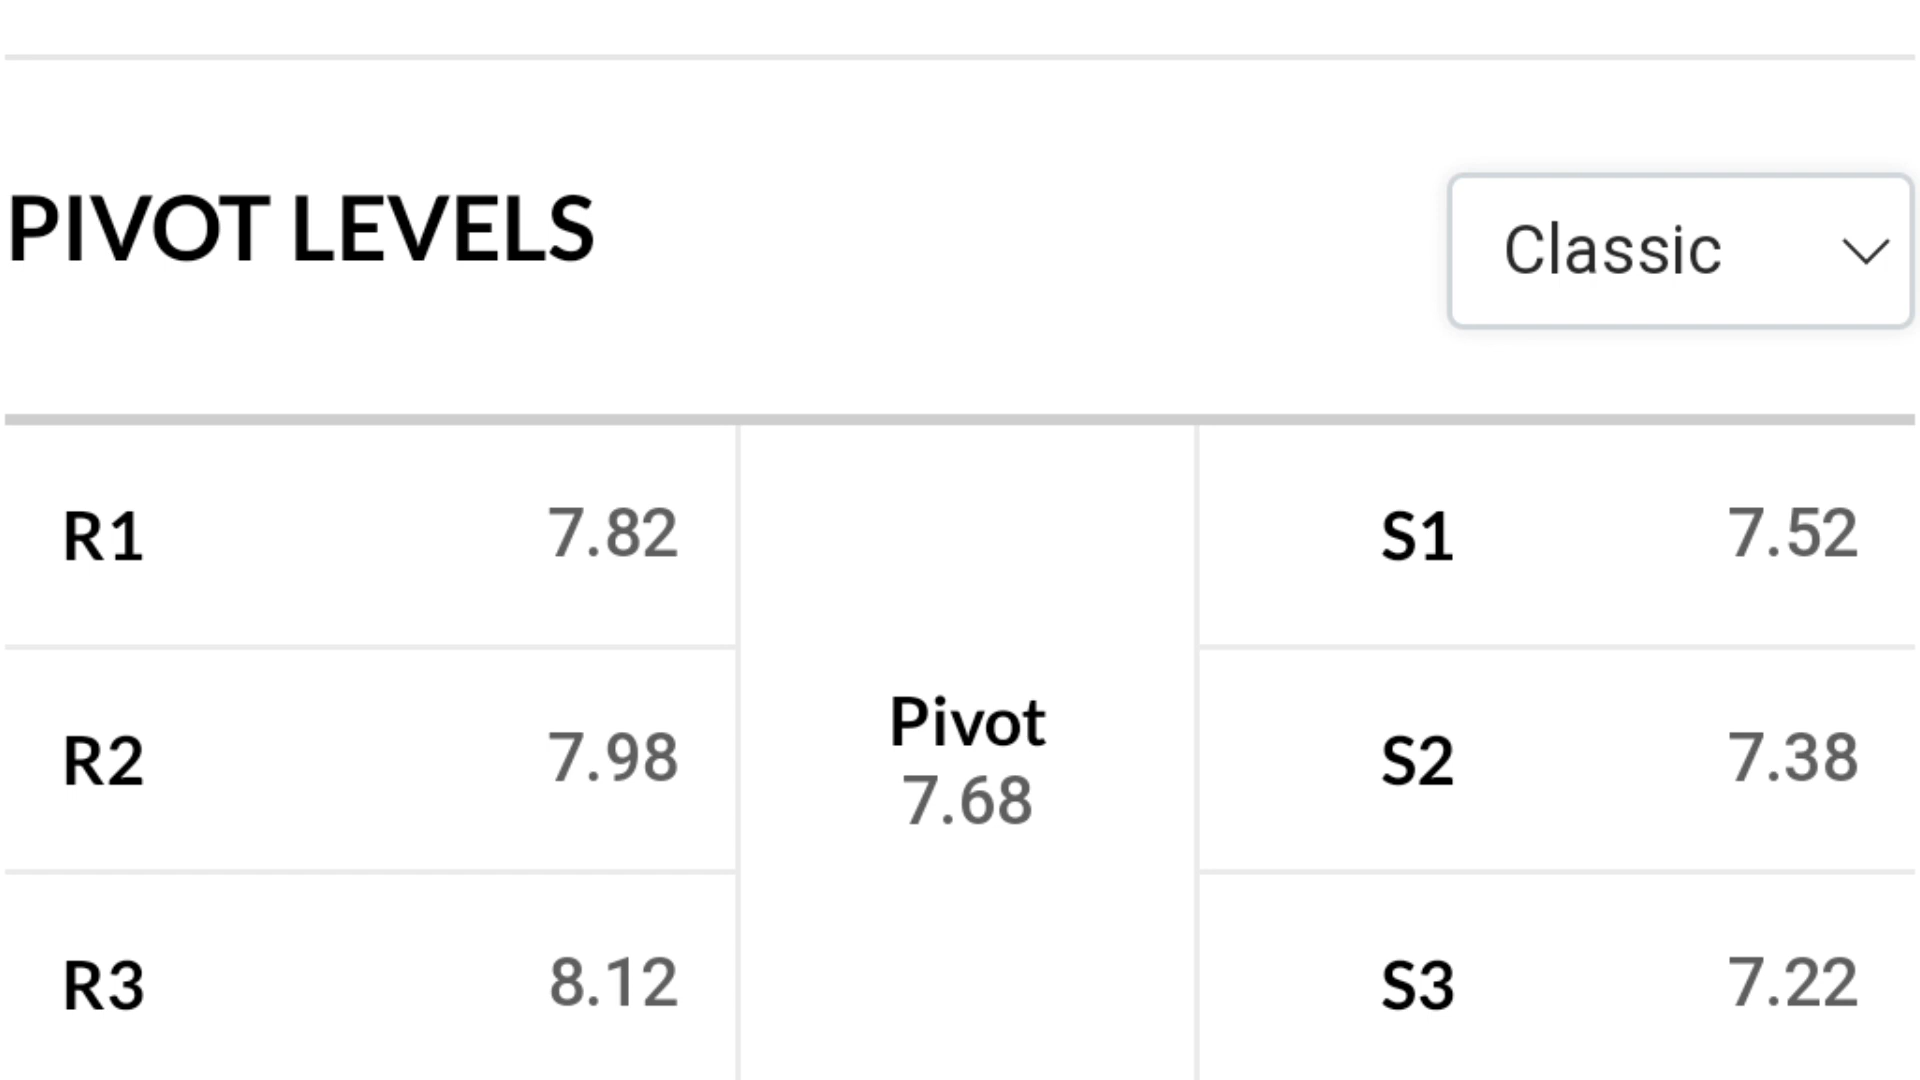 PIVOT LEVELS
Classic
R1 7.82 S1 7.52
Pivot
R2 7.98 S2 7.38
7.68
R3 8.12 S3 7.22